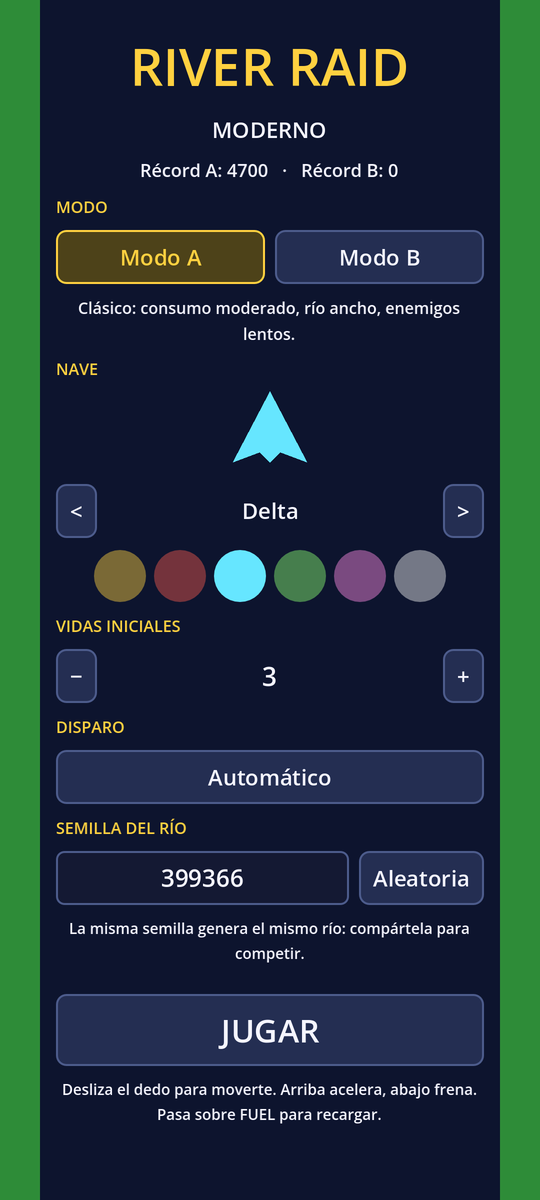 RIVER RAID
MODERNO
Récord A: 4700 · Récord B: 0
MODO
Modo A
Modo B
Clásico: consumo moderado, río ancho, enemigos
lentos.
NAVE
<
Delta
>
VIDAS INICIALES
−
3
+
DISPARO
Automático
SEMILLA DEL RÍO
399366
Aleatoria
La misma semilla genera el mismo río: compártela para
competir.
JUGAR
Desliza el dedo para moverte. Arriba acelera, abajo frena.
Pasa sobre FUEL para recargar.